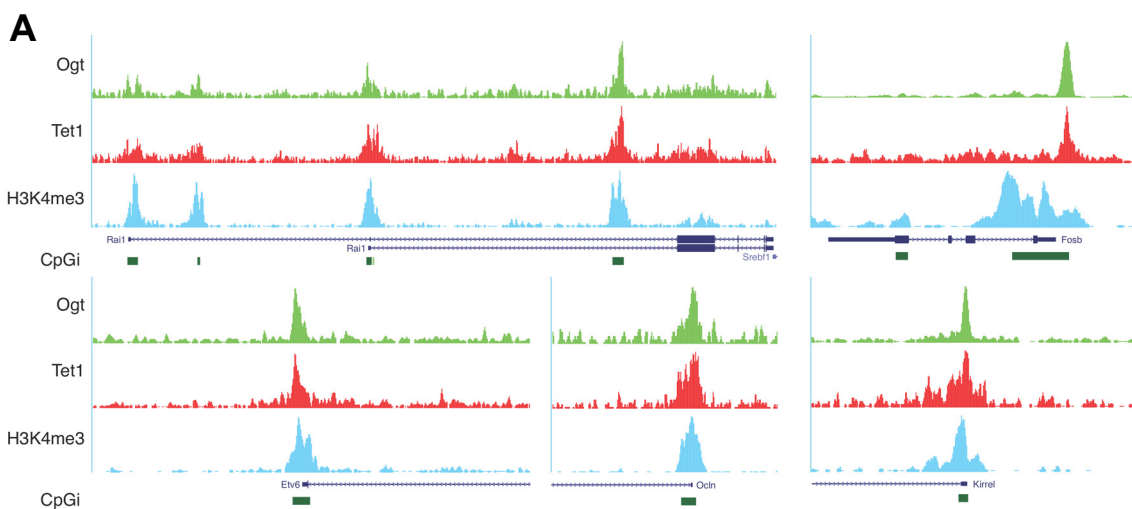 A
Ogt
Tet1
H3K4me3
Rai1
Rai1
Srebf1
Fosb
CpGi
Ogt
Tet1
H3K4me3
Etv6
Ocln
Kirrel
CpGi